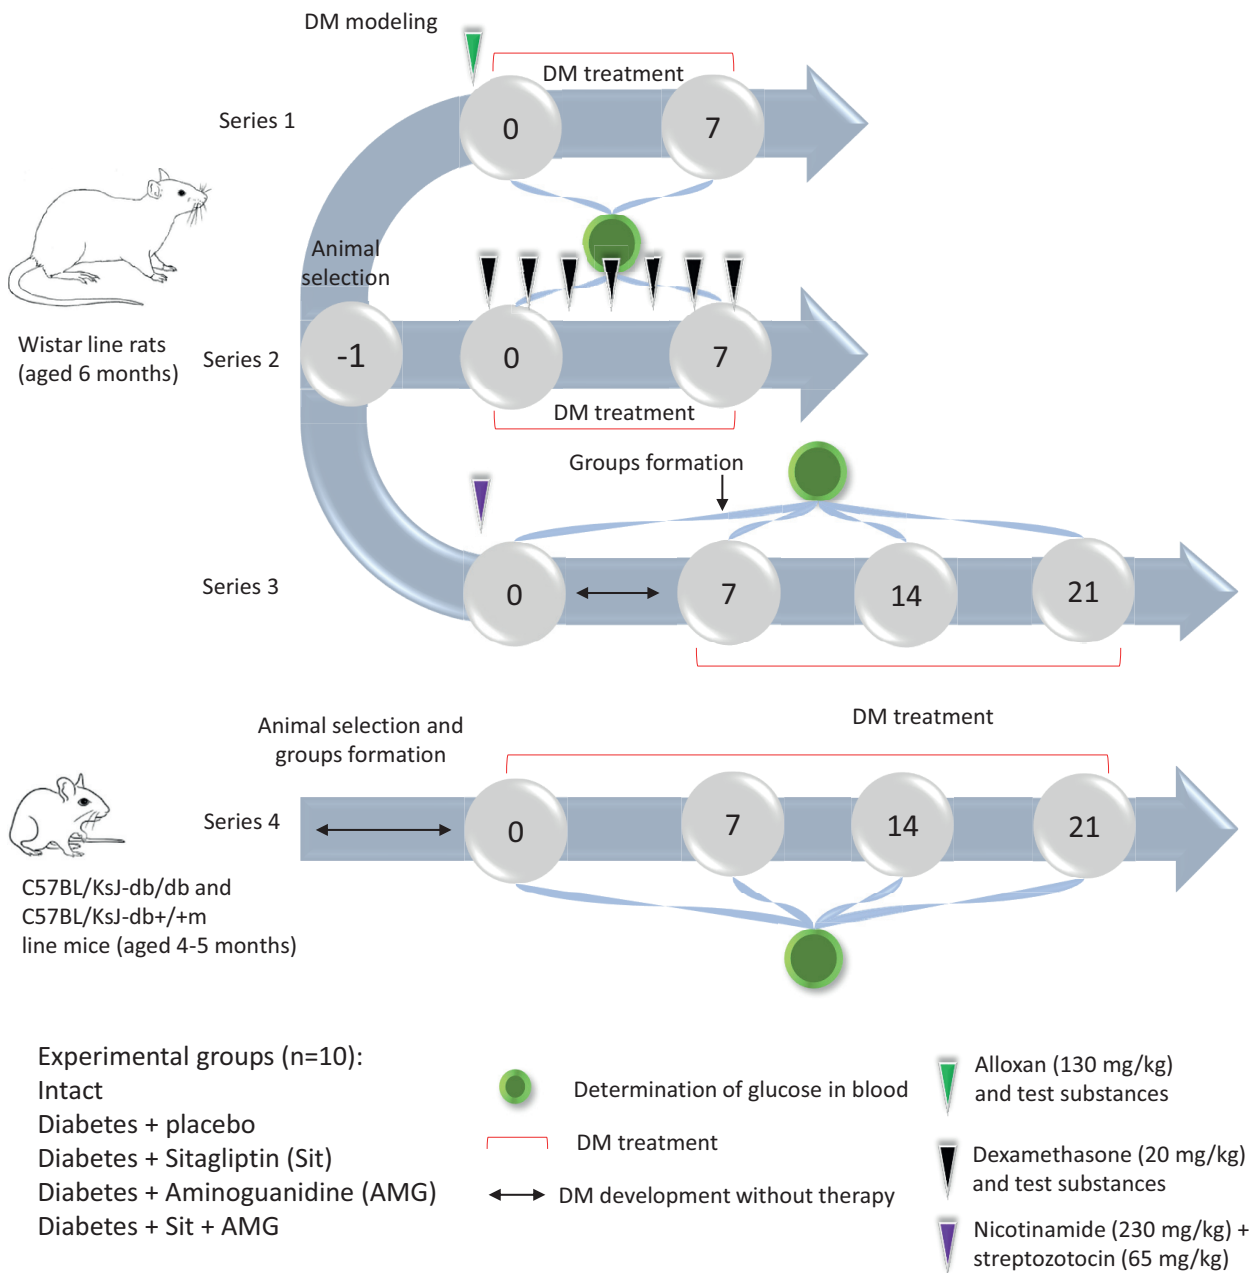 DM modeling
DM treatment
Series 1
0
7
Animal
selection
Wistar line rats
(aged 6 months)
Series 2
-1
0
7
DM treatment
Groups formation
Series 3
0
7
14
21
DM treatment
Animal selection and
groups formation
Series 4
0
7
14
21
C57BL/KsJ-db/db and
C57BL/KsJ-db+/+m
line mice (aged 4-5 months)
Experimental groups (n=10):
Intact
Diabetes + placebo
Diabetes + Sitagliptin (Sit)
Diabetes + Aminoguanidine (AMG)
Diabetes + Sit + AMG
Determination of glucose in blood
DM treatment
DM development without therapy
Alloxan (130 mg/kg)
and test substances
Dexamethasone (20 mg/kg)
and test substances
Nicotinamide (230 mg/kg) +
streptozotocin (65 mg/kg)